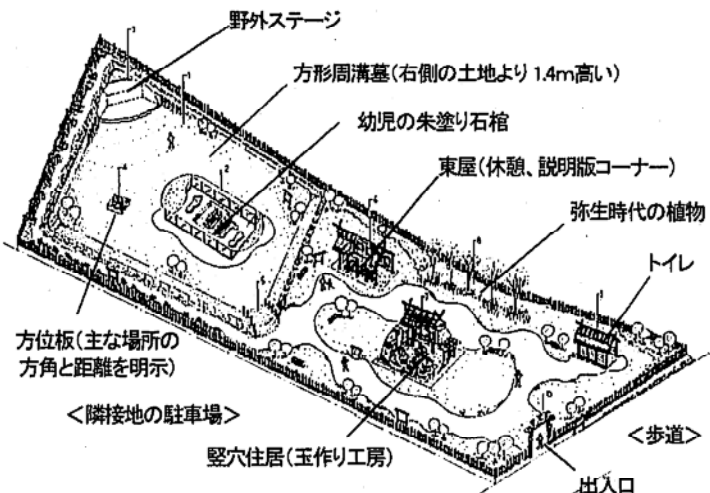 野外ステージ
方形周溝墓(右側の土地より1.4m高い)
幼児の朱塗り石棺
東屋(休憩、説明版コーナー)
弥生時代の植物
トイレ
方位板(主な場所の
方角と距離を明示)
<隣接地の駐車場>
竪穴住居(玉作り工房)
<歩道>
出入口